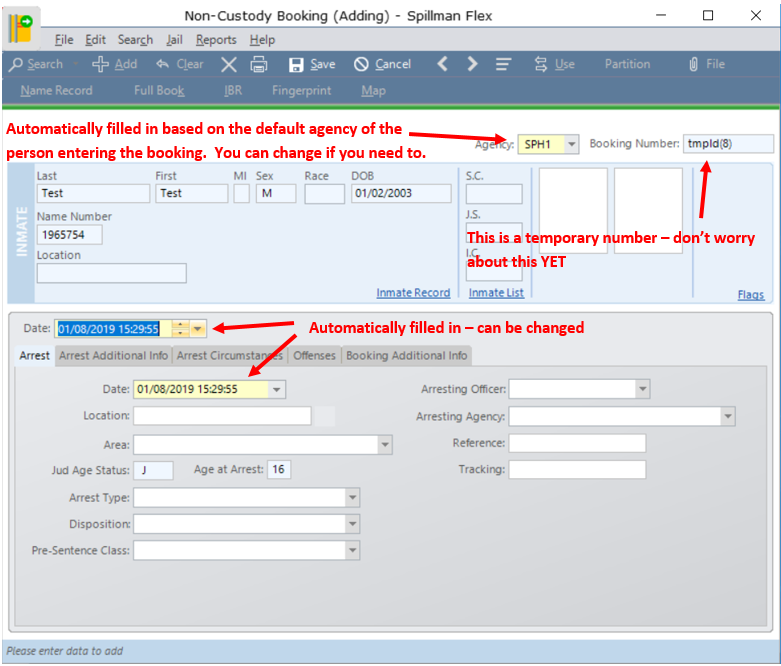 Non-Custody Booking (Adding) - Spillman Flex
File Edit Search Jail Reports Help
Search Add Clear Save Cancel Use Partition File
Name Record Full Book IBR Fingerprint Map
Automatically filled in based on the default agency of the
person entering the booking. You can change if you need to.
Agency: SPH1 Booking Number: tmpId(8)
INMATE
Last First MI Sex Race DOB S.C.
Test Test M 01/02/2003
Name Number J.S.
1965754
This is a temporary number – don't worry
about this YET
Location I.C.
Inmate Record Inmate List Flags
Date: 01/08/2019 15:29:55
Automatically filled in – can be changed
Arrest Arrest Additional Info Arrest Circumstances Offenses Booking Additional Info
Date: 01/08/2019 15:29:55 Arresting Officer:
Location: Arresting Agency:
Area: Reference:
Jud Age Status: J Age at Arrest: 16 Tracking:
Arrest Type:
Disposition:
Pre-Sentence Class:
Please enter data to add